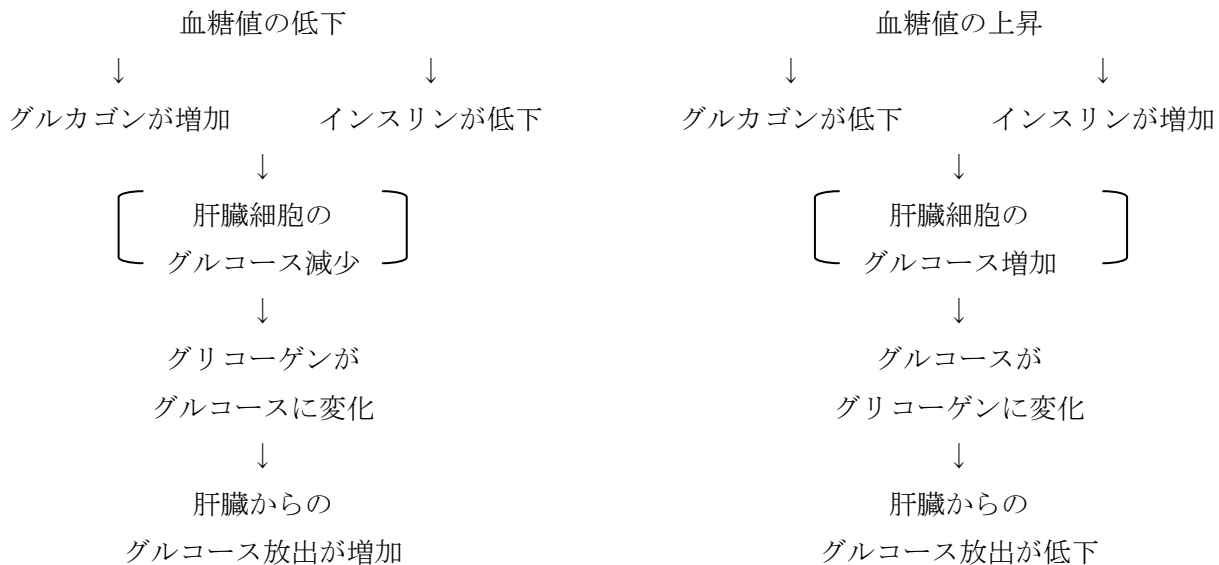 血糖値の低下
↓ ↓
グルカゴンが増加 インスリンが低下
↓
肝臓細胞の
グルコース減少
↓
グリコーゲンが
グルコースに変化
↓
肝臓からの
グルコース放出が増加
血糖値の上昇
↓ ↓
グルカゴンが低下 インスリンが増加
↓
肝臓細胞の
グルコース増加
↓
グルコースが
グリコーゲンに変化
↓
肝臓からの
グルコース放出が低下